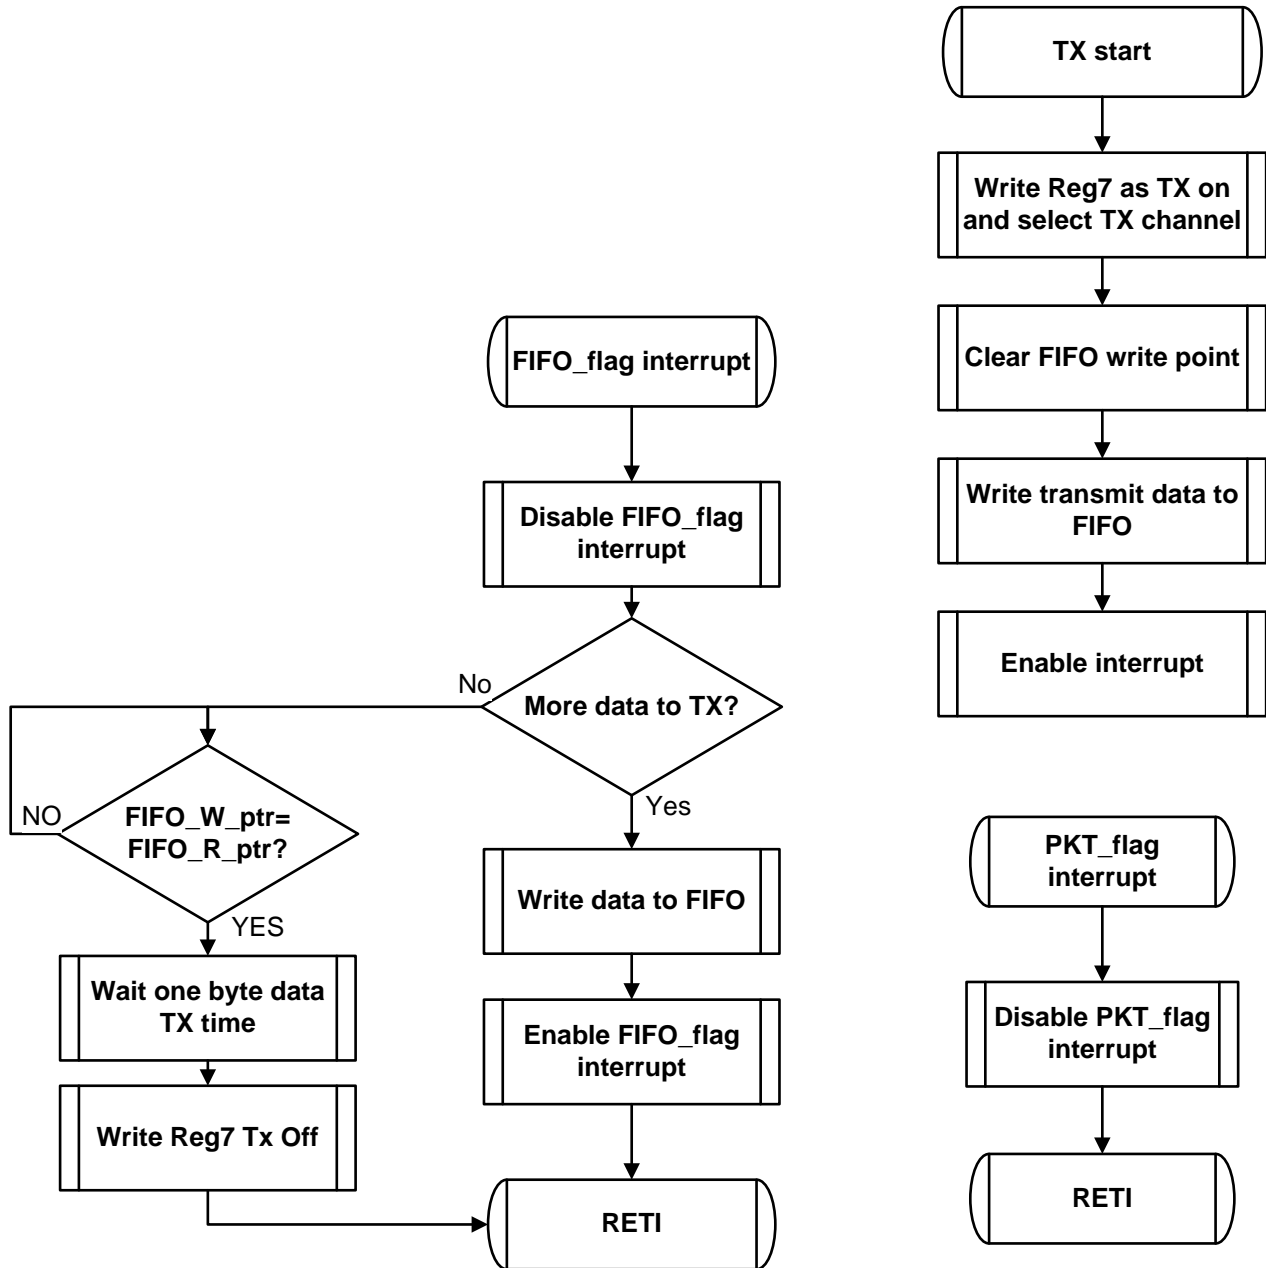 TX start
Write Reg7 as TX on
and select TX channel
Clear FIFO write point
Write transmit data to
FIFO
Enable interrupt
FIFO_flag interrupt
Disable FIFO_flag
interrupt
More data to TX?
No
Yes
FIFO_W_ptr=
FIFO_R_ptr?
NO
YES
Wait one byte data
TX time
Write Reg7 Tx Off
Write data to FIFO
Enable FIFO_flag
interrupt
RETI
PKT_flag
interrupt
Disable PKT_flag
interrupt
RETI